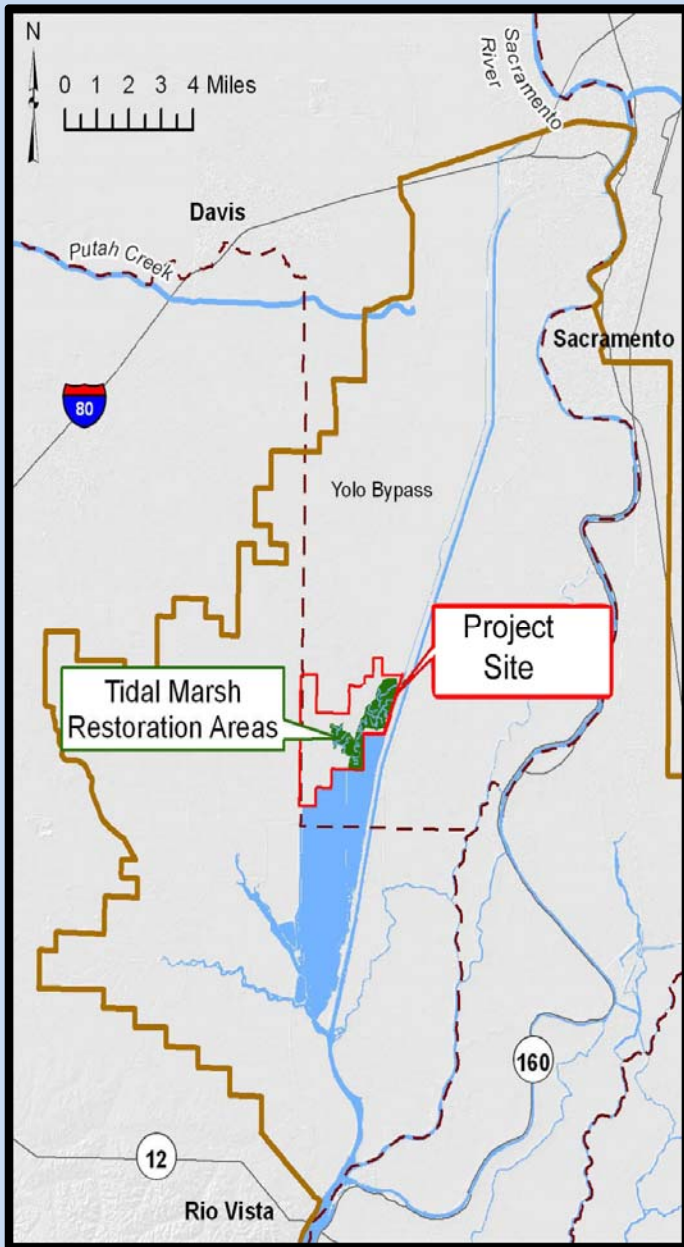 N
0 1 2 3 4 Miles
Sacramento
River
Davis
Putah Creek
80
Sacramento
Yolo Bypass
Project
Site
Tidal Marsh
Restoration Areas
160
12
Rio Vista